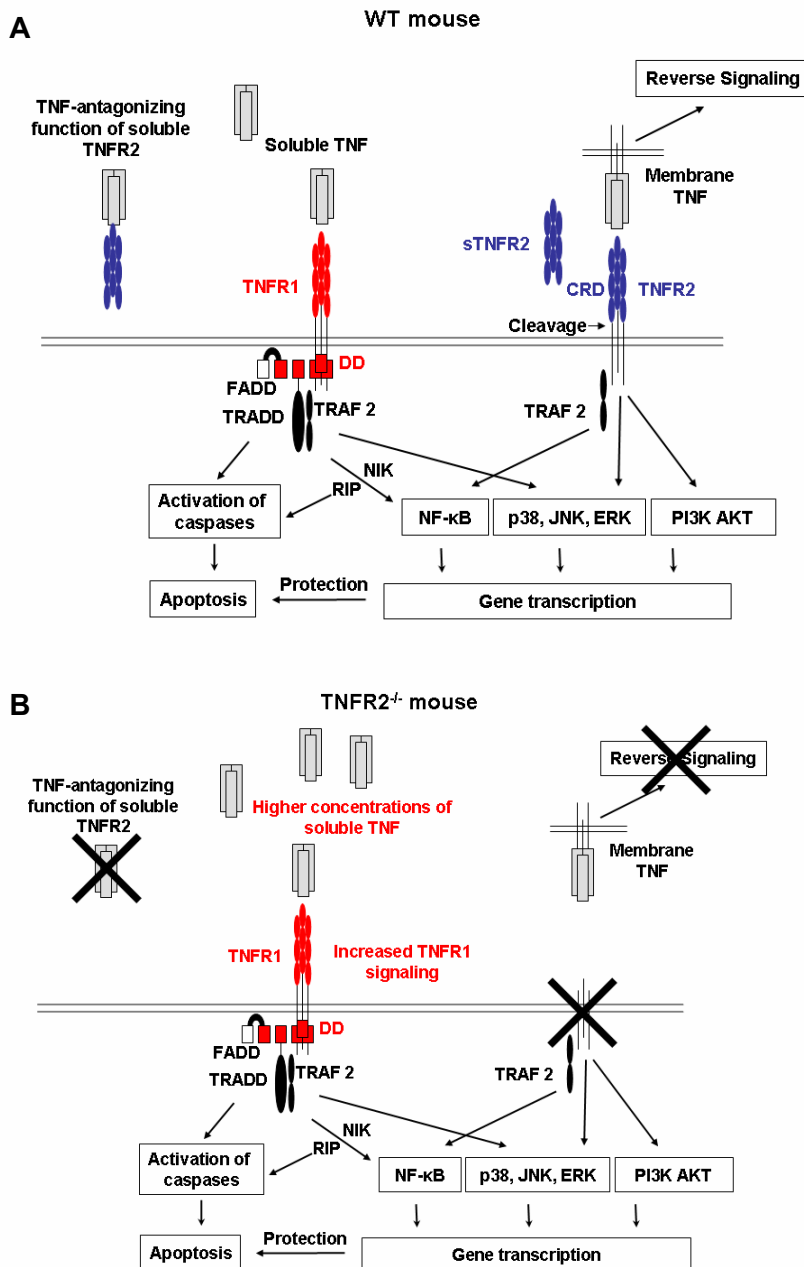 A
WT mouse
Reverse Signaling
TNF-antagonizing
function of soluble
TNFR2
Soluble TNF
Membrane
TNF
sTNFR2
TNFR1
CRD
TNFR2
Cleavage
DD
FADD
TRADD
TRAF 2
TRAF 2
NIK
RIP
Activation of
caspases
NF-κB
p38, JNK, ERK
PI3K AKT
Apoptosis
Protection
Gene transcription
B
TNFR2-/- mouse
Reverse Signaling
TNF-antagonizing
function of soluble
TNFR2
Higher concentrations of
soluble TNF
Membrane
TNF
TNFR1
Increased TNFR1
signaling
DD
FADD
TRADD
TRAF 2
TRAF 2
NIK
RIP
Activation of
caspases
NF-κB
p38, JNK, ERK
PI3K AKT
Apoptosis
Protection
Gene transcription